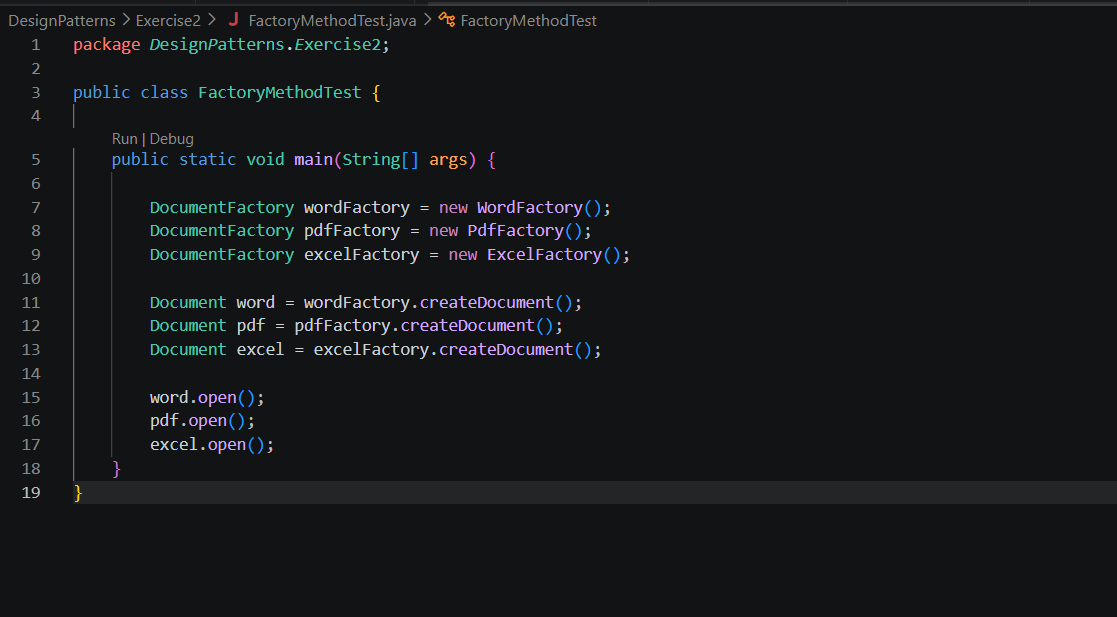 DesignPatterns > Exercise2 > J FactoryMethodTest.java > FactoryMethodTest
1 package DesignPatterns.Exercise2;
2
3 public class FactoryMethodTest {
4
Run | Debug
5 public static void main(String[] args) {
6
7 DocumentFactory wordFactory = new WordFactory();
8 DocumentFactory pdfFactory = new PdfFactory();
9 DocumentFactory excelFactory = new ExcelFactory();
10
11 Document word = wordFactory.createDocument();
12 Document pdf = pdfFactory.createDocument();
13 Document excel = excelFactory.createDocument();
14
15 word.open();
16 pdf.open();
17 excel.open();
18 }
19 }